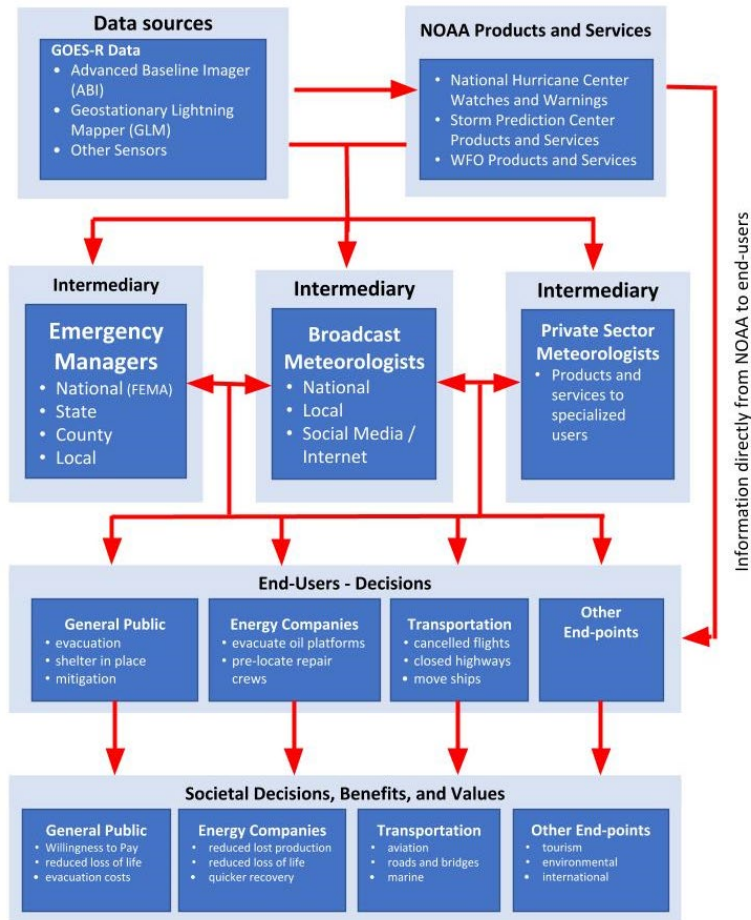 Data sources
GOES-R Data
• Advanced Baseline Imager
(ABI)
• Geostationary Lightning
Mapper (GLM)
• Other Sensors
NOAA Products and Services
• National Hurricane Center
Watches and Warnings
• Storm Prediction Center
Products and Services
• WFO Products and Services
Information directly from NOAA to end-users
Intermediary
Emergency
Managers
• National (FEMA)
• State
• County
• Local
Intermediary
Broadcast
Meteorologists
• National
• Local
• Social Media /
Internet
Intermediary
Private Sector
Meteorologists
• Products and
services to
specialized
users
End-Users - Decisions
General Public
• evacuation
• shelter in place
• mitigation
Energy Companies
• evacuate oil platforms
• pre-locate repair
crews
Transportation
• cancelled flights
• closed highways
• move ships
Other
End-points
Societal Decisions, Benefits, and Values
General Public
• Willingness to Pay
• reduced loss of life
• evacuation costs
Energy Companies
• reduced lost production
• reduced loss of life
• quicker recovery
Transportation
• aviation
• roads and bridges
• marine
Other End-points
• tourism
• environmental
• international